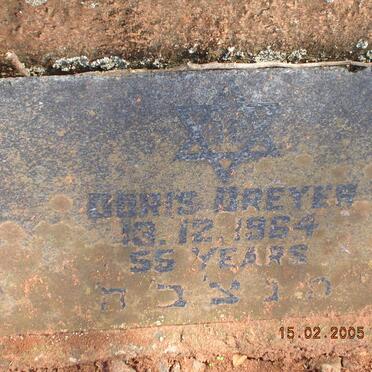 DORIS DREYER
13.12.1964
55 YEARS
ת נ צ ב ה
15.02.2005